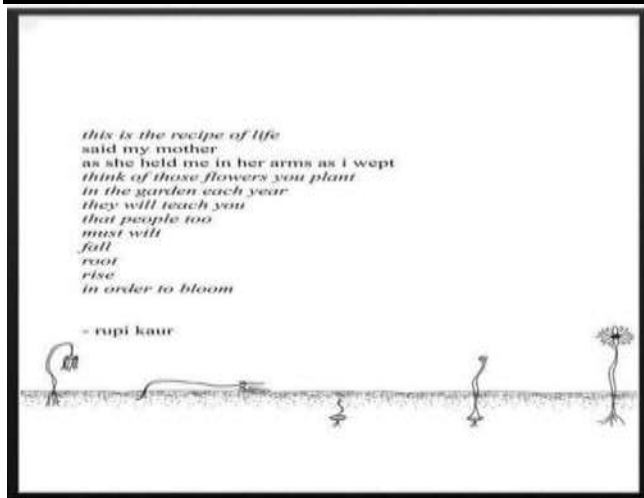 this is the recipe of life
said my mother
as she held me in her arms as i wept
think of those flowers you plant
in the garden each year
they will teach you
that people too
must wilt
fall
root
rise
in order to bloom
- rupi kaur